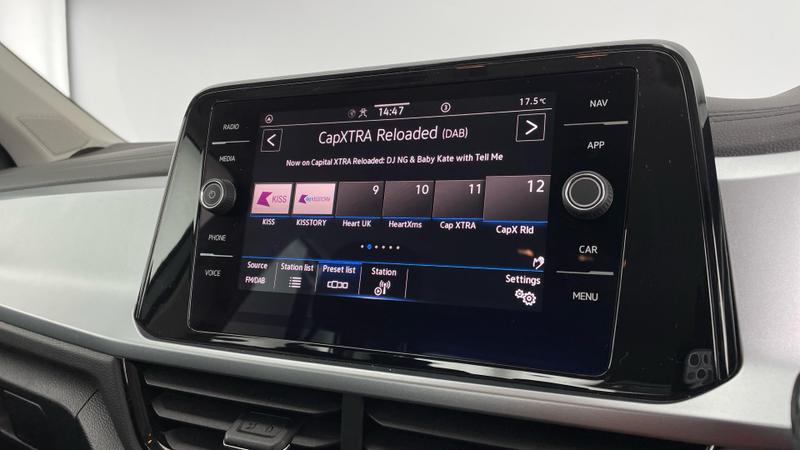 14:47
3
17.5°C
CapXTRA Reloaded (DAB)
Now on Capital XTRA Reloaded: DJ NG & Baby Kate with Tell Me
KISS
KISSTORY
9
10
11
12
KISS
KISSTORY
Heart UK
HeartXms
Cap XTRA
CapX Rld
Source
FM/DAB
Station list
Preset list
Station
Settings
RADIO
MEDIA
PHONE
VOICE
NAV
APP
CAR
MENU